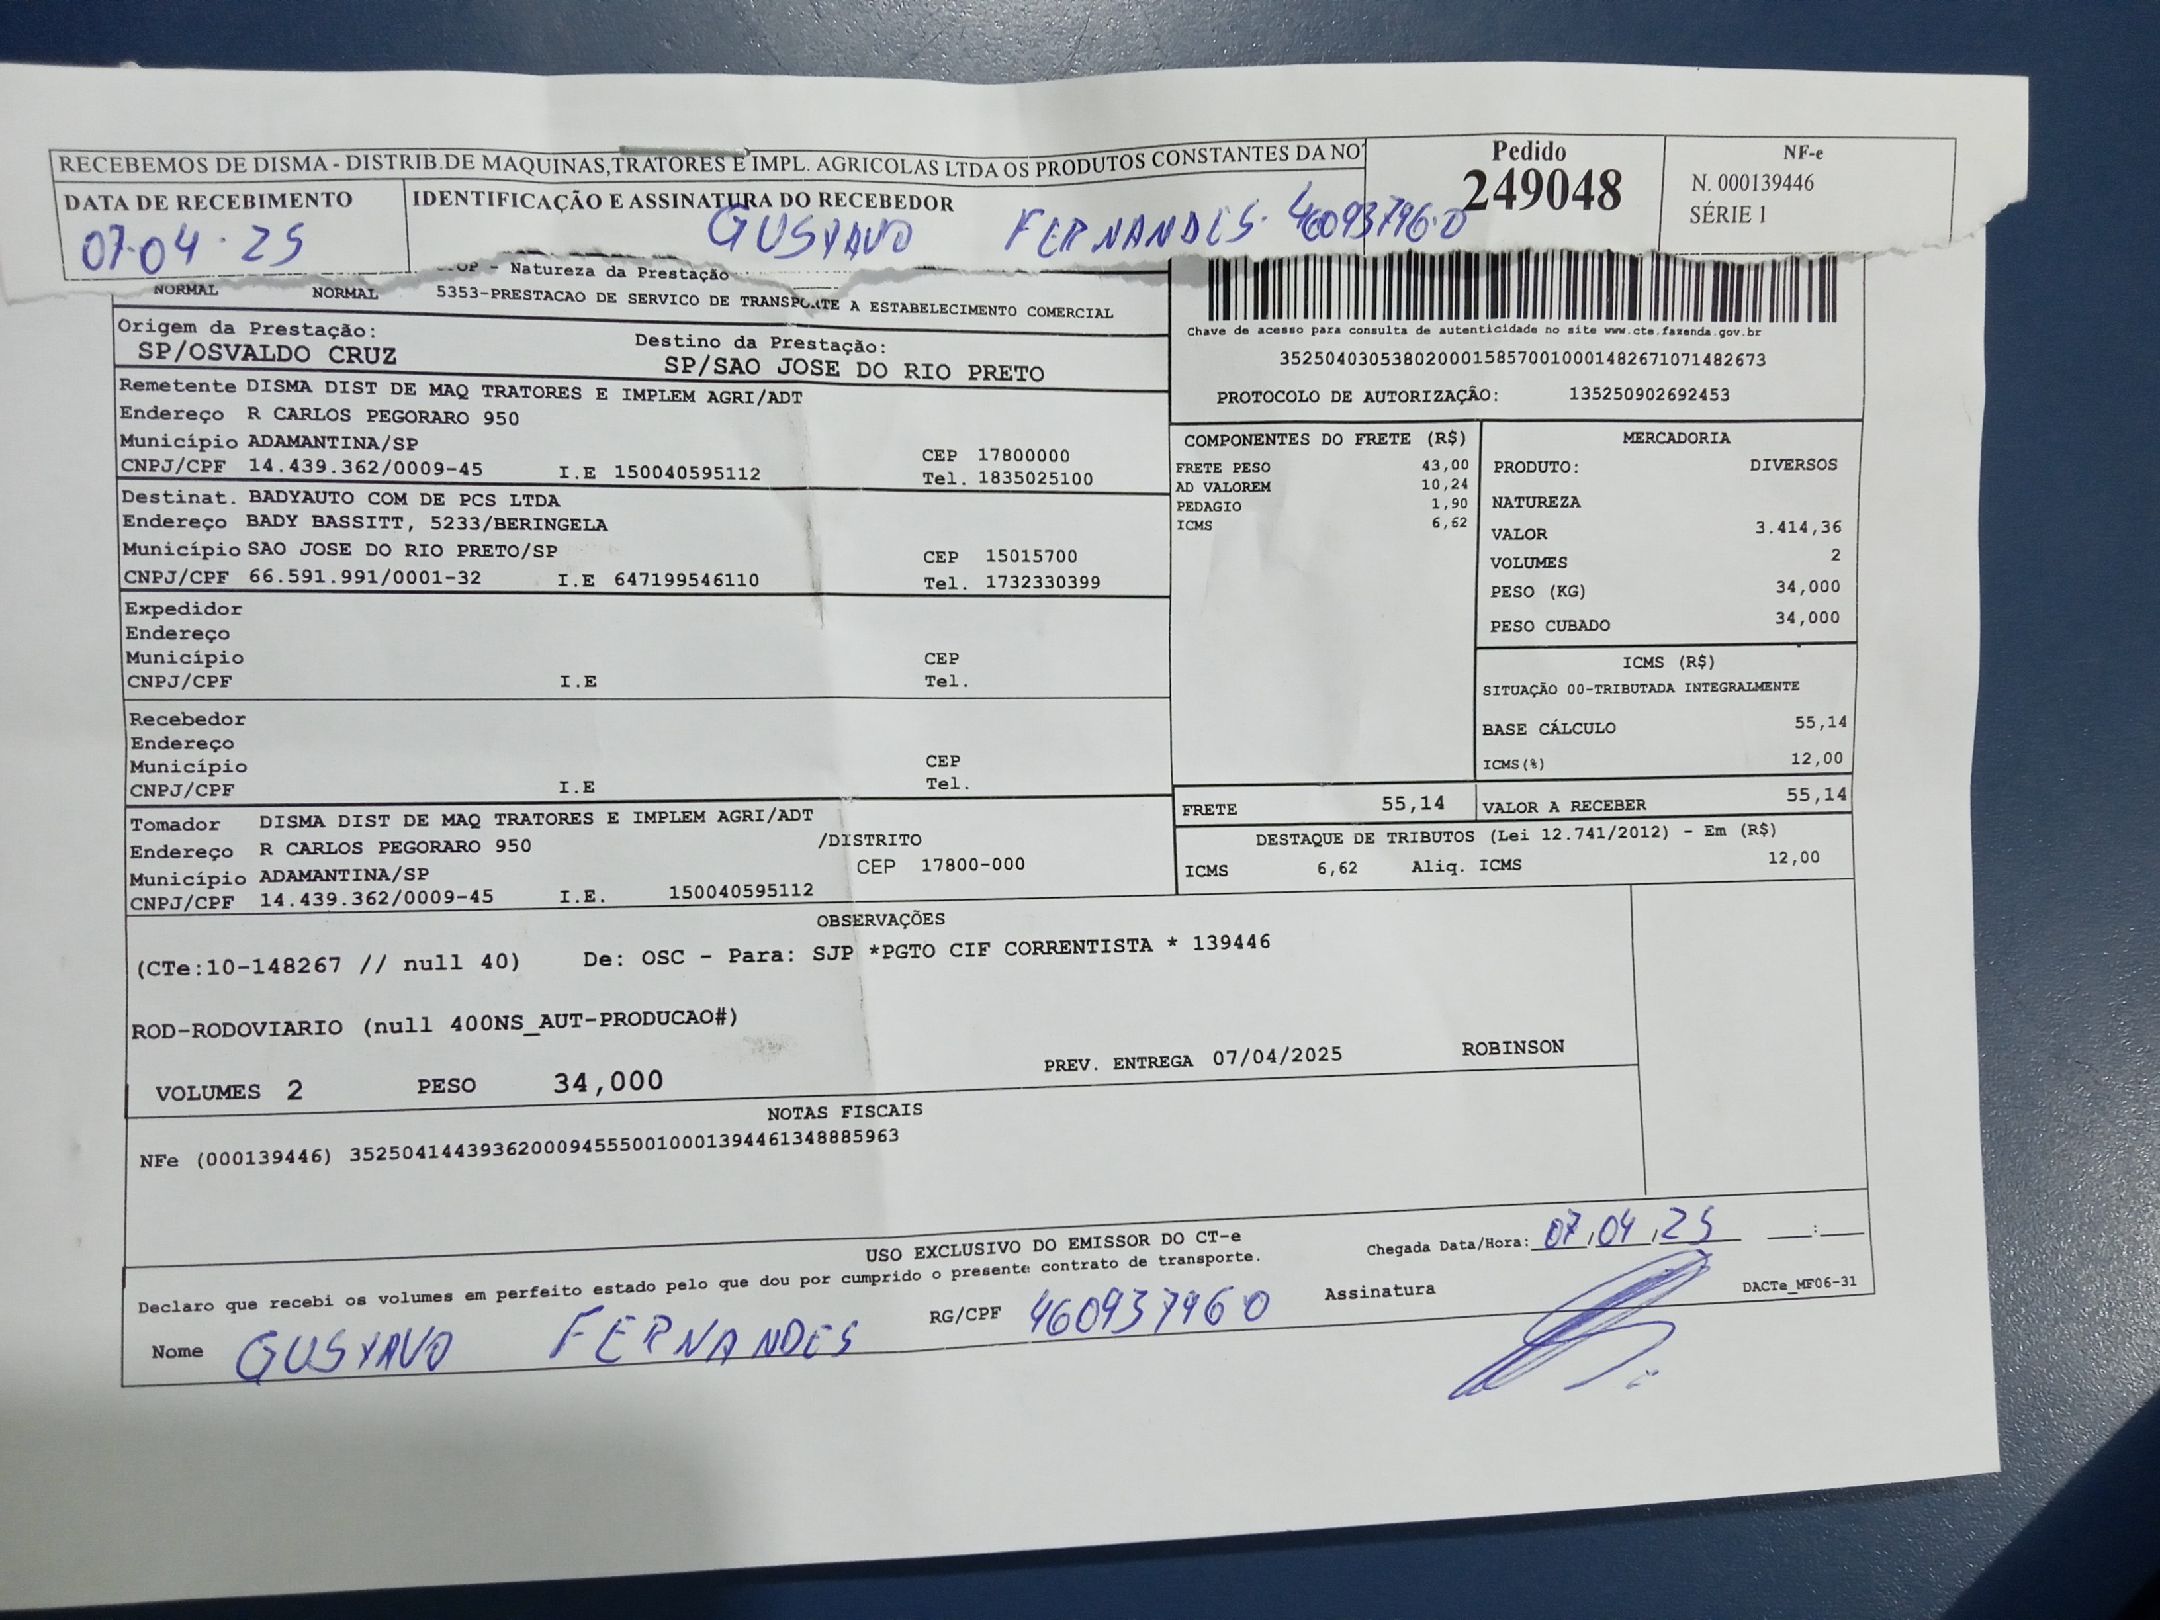 RECEBEMOS DE DISMA - DISTRIB.DE MAQUINAS,TRATORES E IMPL. AGRICOLAS LTDA OS PRODUTOS CONSTANTES DA NO
Pedido
249048
NF-e
N. 000139446
SÉRIE 1
DATA DE RECEBIMENTO
07.04.25
IDENTIFICAÇÃO E ASSINATURA DO RECEBEDOR
GUSTAVO FERNANDES. 46093796.0
NORMAL NORMAL
OP - Natureza da Prestação
5353-PRESTACAO DE SERVICO DE TRANSPORTE A ESTABELECIMENTO COMERCIAL
Chave de acesso para consulta de autenticidade no site www.cte.fazenda.gov.br
35250403053802000158570010001482671071482673
PROTOCOLO DE AUTORIZAÇÃO: 135250902692453
Origem da Prestação:
SP/OSVALDO CRUZ
Destino da Prestação:
SP/SAO JOSE DO RIO PRETO
Remetente DISMA DIST DE MAQ TRATORES E IMPLEM AGRI/ADT
Endereço R CARLOS PEGORARO 950
Município ADAMANTINA/SP CEP 17800000
CNPJ/CPF 14.439.362/0009-45 I.E 150040595112 Tel. 1835025100
Destinat. BADYAUTO COM DE PCS LTDA
Endereço BADY BASSITT, 5233/BERINGELA
Município SAO JOSE DO RIO PRETO/SP CEP 15015700
CNPJ/CPF 66.591.991/0001-32 I.E 647199546110 Tel. 1732330399
Expedidor
Endereço
Município CEP
CNPJ/CPF I.E Tel.
Recebedor
Endereço
Município CEP
CNPJ/CPF I.E Tel.
Tomador DISMA DIST DE MAQ TRATORES E IMPLEM AGRI/ADT
Endereço R CARLOS PEGORARO 950 /DISTRITO
Município ADAMANTINA/SP CEP 17800-000
CNPJ/CPF 14.439.362/0009-45 I.E. 150040595112
COMPONENTES DO FRETE (R$)
FRETE PESO 43,00
AD VALOREM 10,24
PEDAGIO 1,90
ICMS 6,62
MERCADORIA
PRODUTO: DIVERSOS
NATUREZA
VALOR 3.414,36
VOLUMES 2
PESO (KG) 34,000
PESO CUBADO 34,000
ICMS (R$)
SITUAÇÃO 00-TRIBUTADA INTEGRALMENTE
BASE CÁLCULO 55,14
ICMS(%) 12,00
FRETE 55,14 VALOR A RECEBER 55,14
DESTAQUE DE TRIBUTOS (Lei 12.741/2012) - Em (R$)
ICMS 6,62 Aliq. ICMS 12,00
OBSERVAÇÕES
(CTe:10-148267 // null 40) De: OSC - Para: SJP *PGTO CIF CORRENTISTA * 139446
ROD-RODOVIARIO (null 400NS_AUT-PRODUCAO#)
VOLUMES 2 PESO 34,000 PREV. ENTREGA 07/04/2025 ROBINSON
NOTAS FISCAIS
NFe (000139446) 35250414439362000945550010001394461348885963
USO EXCLUSIVO DO EMISSOR DO CT-e
Declaro que recebi os volumes em perfeito estado pelo que dou por cumprido o presente contrato de transporte.
Chegada Data/Hora: 07,04,25 __:__
Nome GUSTAVO FERNANDES RG/CPF 460937960 Assinatura
DACTe_MF06-31